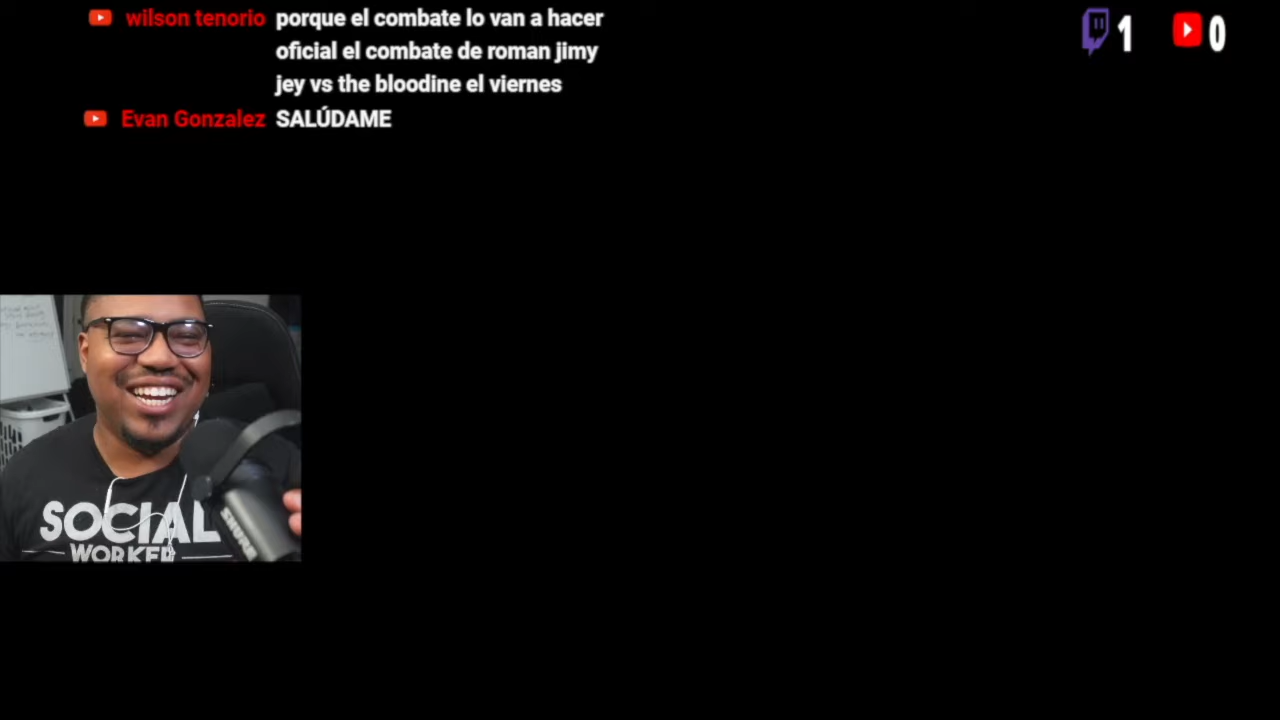 wilson tenorio porque el combate lo van a hacer
oficial el combate de roman jimy
jey vs the bloodine el viernes
Evan Gonzalez SALÚDAME
1 0
SOCIAL
WORKER
SHURE